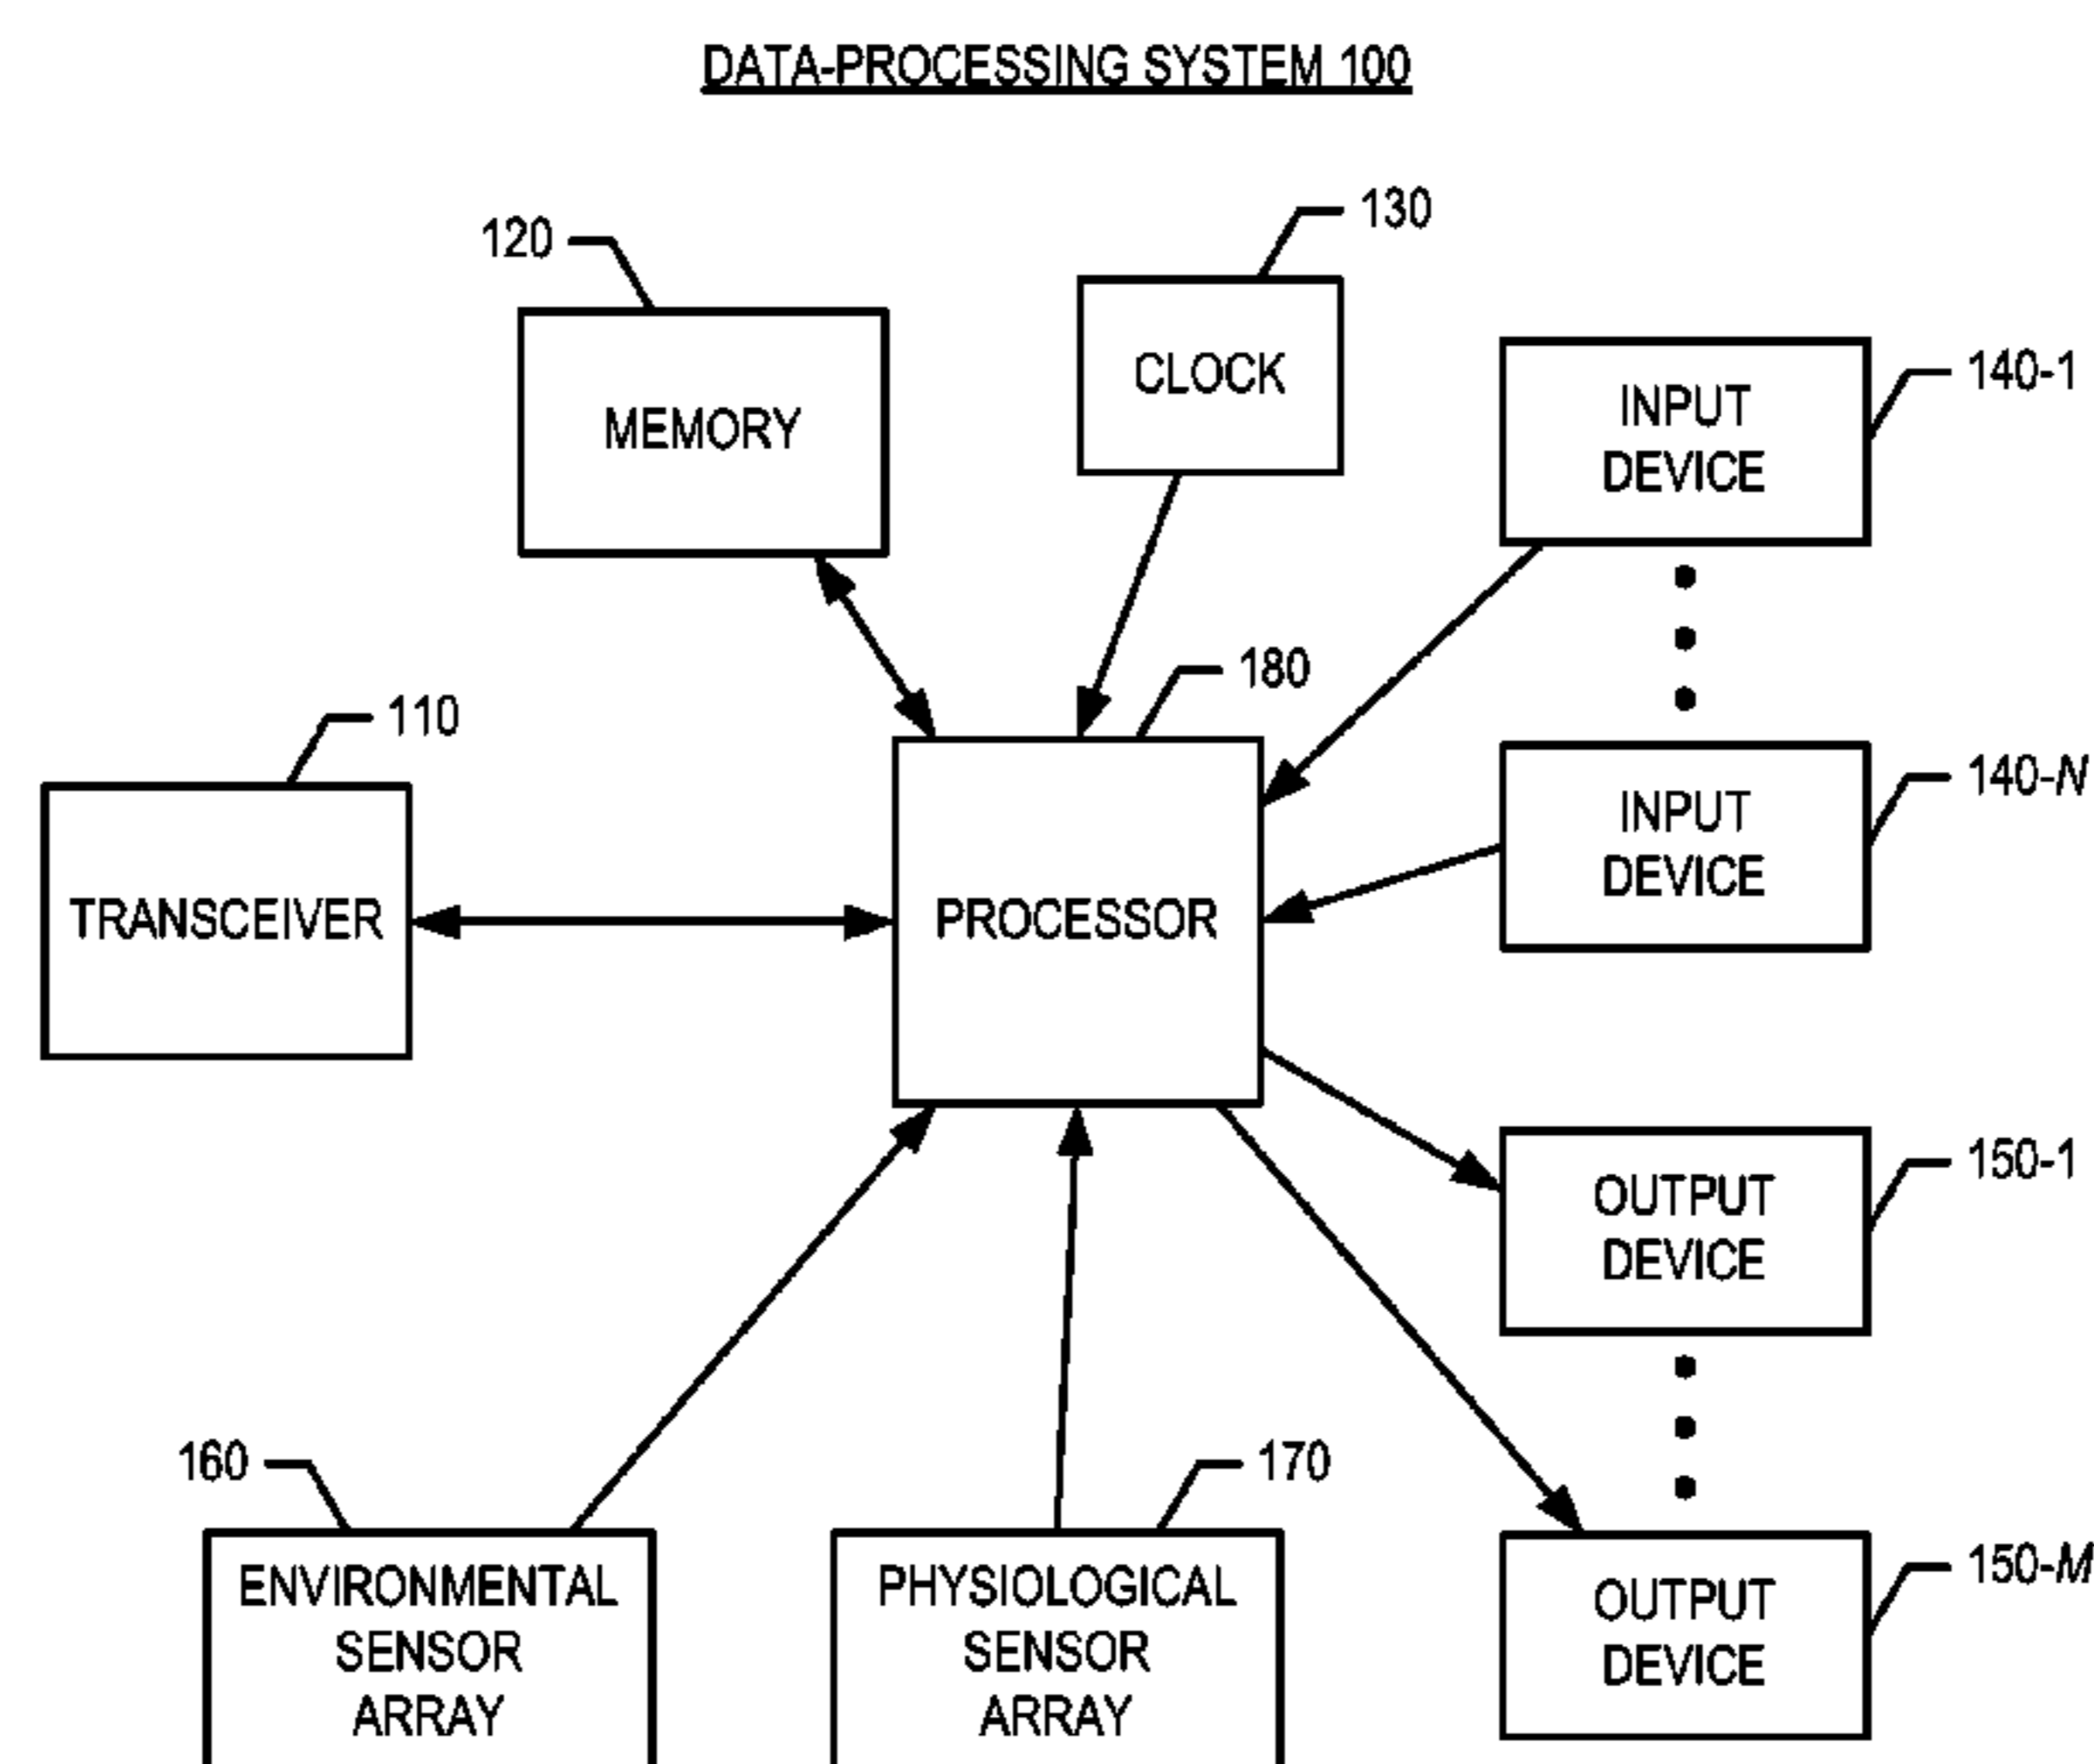 DATA-PROCESSING SYSTEM 100
120
130
MEMORY
CLOCK
INPUT
DEVICE
140-1
180
110
TRANSCEIVER
PROCESSOR
INPUT
DEVICE
140-N
OUTPUT
DEVICE
150-1
160
170
ENVIRONMENTAL
SENSOR
ARRAY
PHYSIOLOGICAL
SENSOR
ARRAY
OUTPUT
DEVICE
150-M